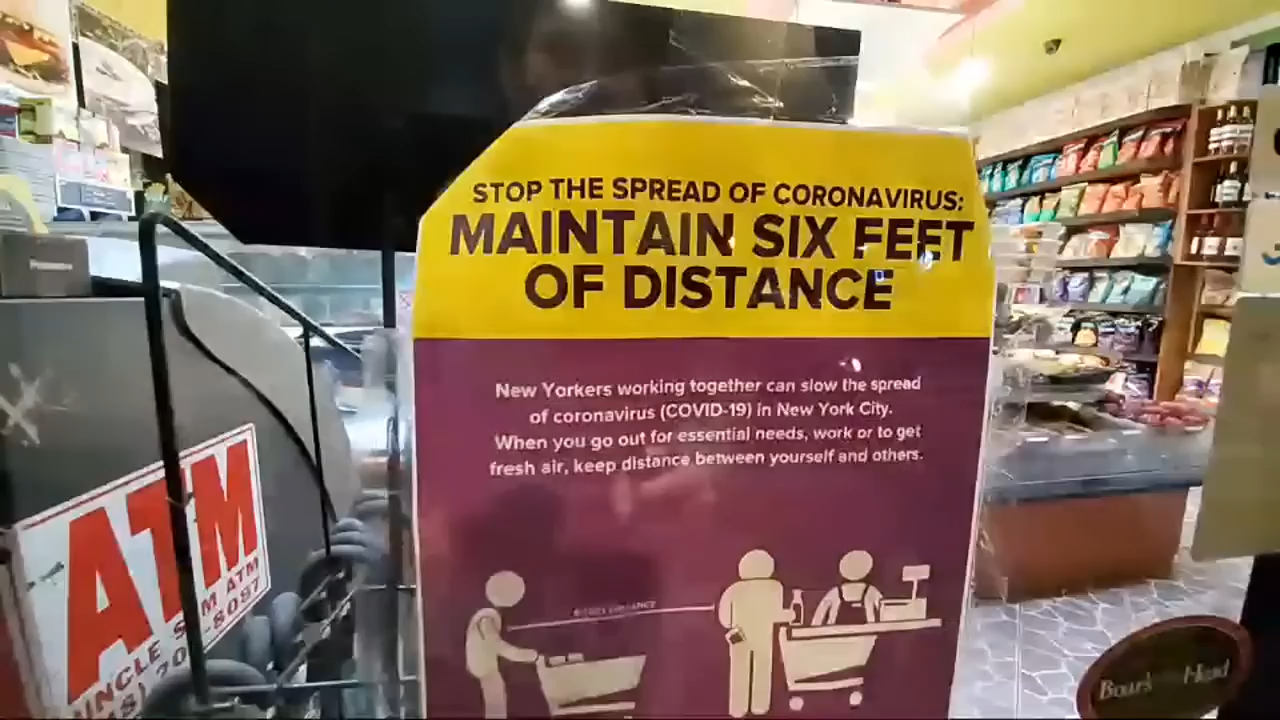 STOP THE SPREAD OF CORONAVIRUS:
MAINTAIN SIX FEET
OF DISTANCE
New Yorkers working together can slow the spread
of coronavirus (COVID-19) in New York City.
When you go out for essential needs, work or to get
fresh air, keep distance between yourself and others.
ATM
M ATM
UNCLE S
-8097
Boar's Head